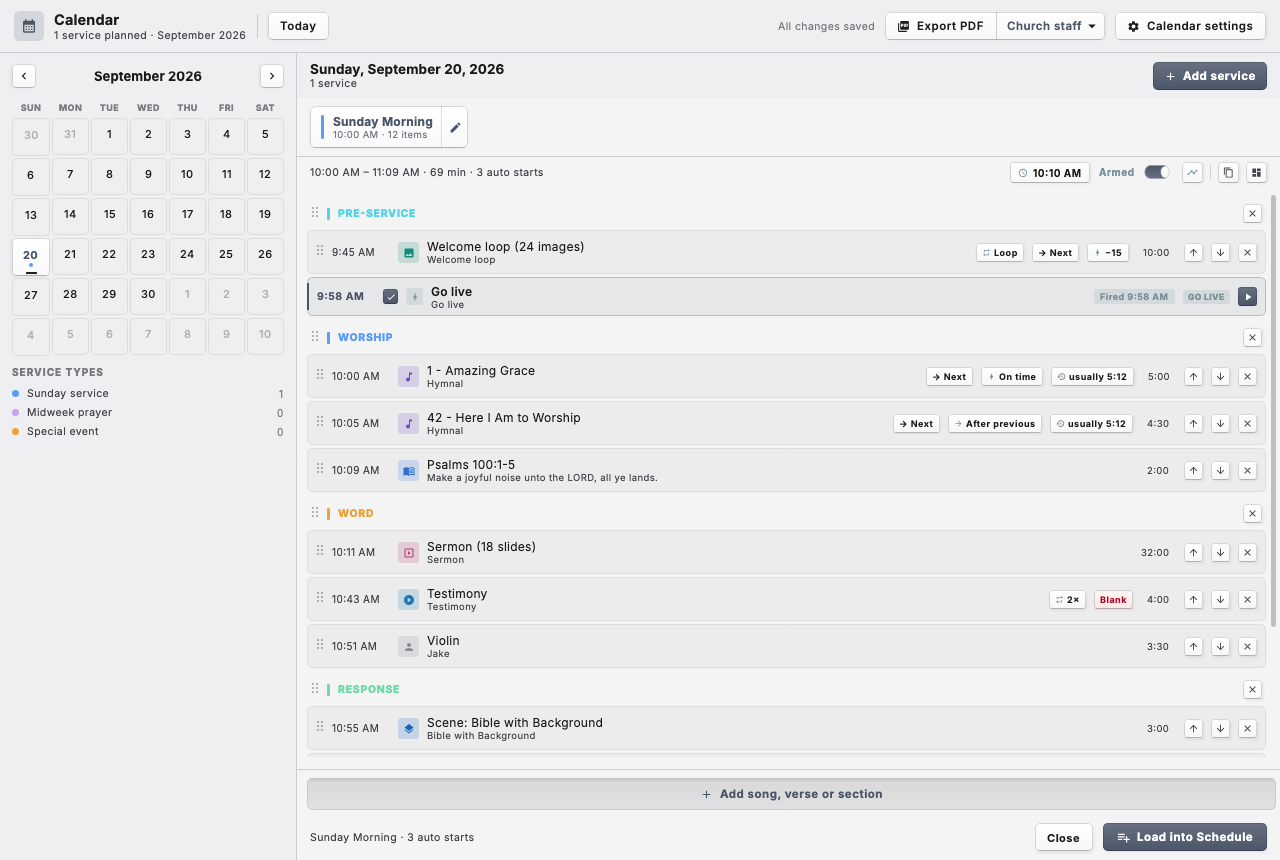 Calendar
1 service planned · September 2026
Today
All changes saved
Export PDF
Church staff
Calendar settings
September 2026
SUN MON TUE WED THU FRI SAT
30 31 1 2 3 4 5
6 7 8 9 10 11 12
13 14 15 16 17 18 19
20 21 22 23 24 25 26
27 28 29 30 1 2 3
4 5 6 7 8 9 10
SERVICE TYPES
Sunday service 1
Midweek prayer 0
Special event 0
Sunday, September 20, 2026
1 service
Add service
Sunday Morning
10:00 AM · 12 items
10:00 AM – 11:09 AM · 69 min · 3 auto starts
10:10 AM
Armed
PRE-SERVICE
9:45 AM
Welcome loop (24 images)
Welcome loop
Loop
→ Next
−15
10:00
9:58 AM
Go live
Go live
Fired 9:58 AM
GO LIVE
WORSHIP
10:00 AM
1 - Amazing Grace
Hymnal
→ Next
On time
usually 5:12
5:00
10:05 AM
42 - Here I Am to Worship
Hymnal
→ Next
→ After previous
usually 5:12
4:30
10:09 AM
Psalms 100:1-5
Make a joyful noise unto the LORD, all ye lands.
2:00
WORD
10:11 AM
Sermon (18 slides)
Sermon
32:00
10:43 AM
Testimony
Testimony
2×
Blank
4:00
10:51 AM
Violin
Jake
3:30
RESPONSE
10:55 AM
Scene: Bible with Background
Bible with Background
3:00
+ Add song, verse or section
Sunday Morning · 3 auto starts
Close
Load into Schedule